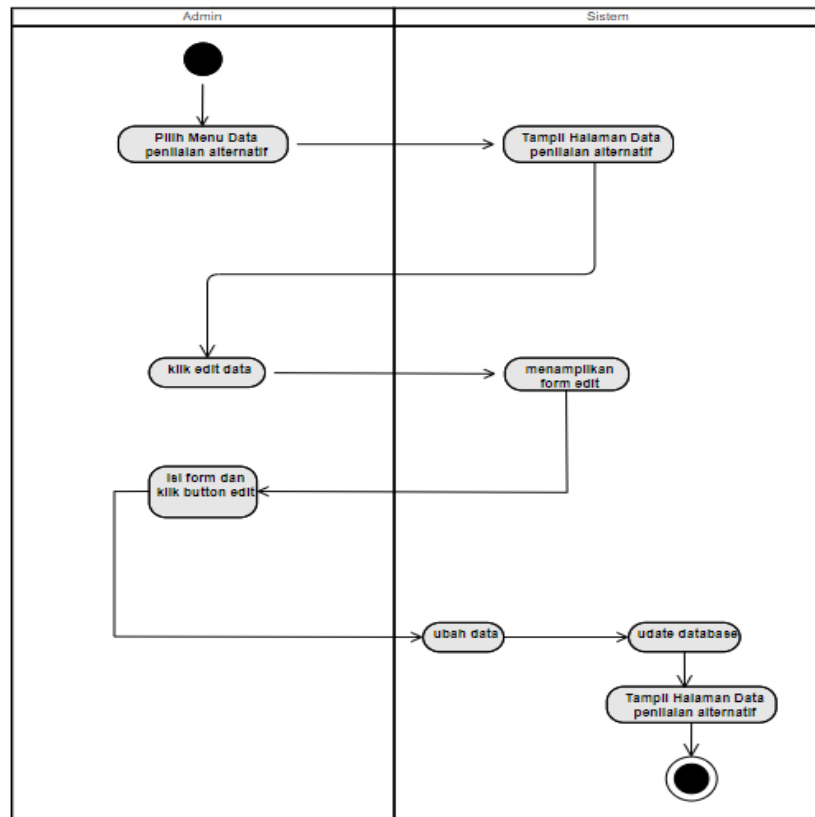 Admin
Sistem
Pilih Menu Data
penilaian alternatif
Tampil Halaman Data
penilaian alternatif
klik edit data
menampilkan
form edit
isi form dan
klik button edit
ubah data
udate database
Tampil Halaman Data
penilaian alternatif